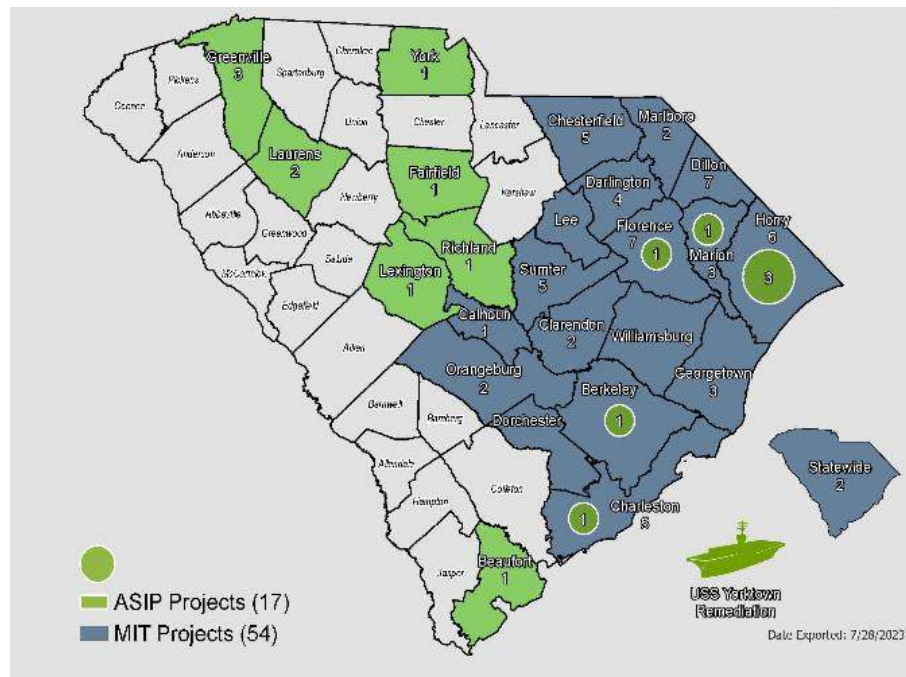 Greenville
3
Spartanburg
Cherokee
York
1
Pickens
Oconee
Union
Chester
Lancaster
Chesterfield
5
Marlboro
2
Anderson
Laurens
2
Fairfield
1
Kershaw
Darlington
4
Dillon
7
Newberry
Lee
Florence
7
1
1
Marion
3
Horry
6
3
Abbeville
Greenwood
Saluda
Lexington
1
Richland
1
Sumter
5
McCormick
Edgefield
Calhoun
1
Clarendon
2
Williamsburg
Aiken
Orangeburg
2
Georgetown
3
Berkeley
1
Barnwell
Bamberg
Dorchester
Allendale
Colleton
Statewide
2
Hampton
1
Charleston
Jasper
Beaufort
1
USS Yorktown
Remediation
ASIP Projects (17)
MIT Projects (54)
Date Exported: 7/28/2023